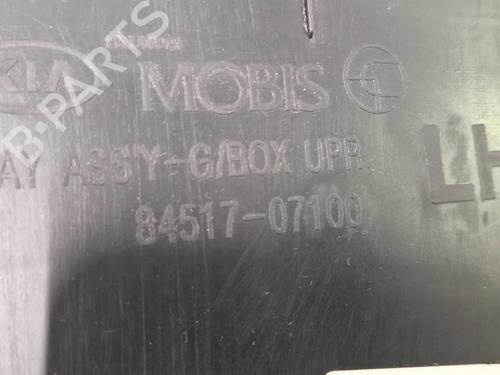 KIA MOBIS
AY ASS'Y-G/BOX UPR LH
84517-07100
B-PARTS